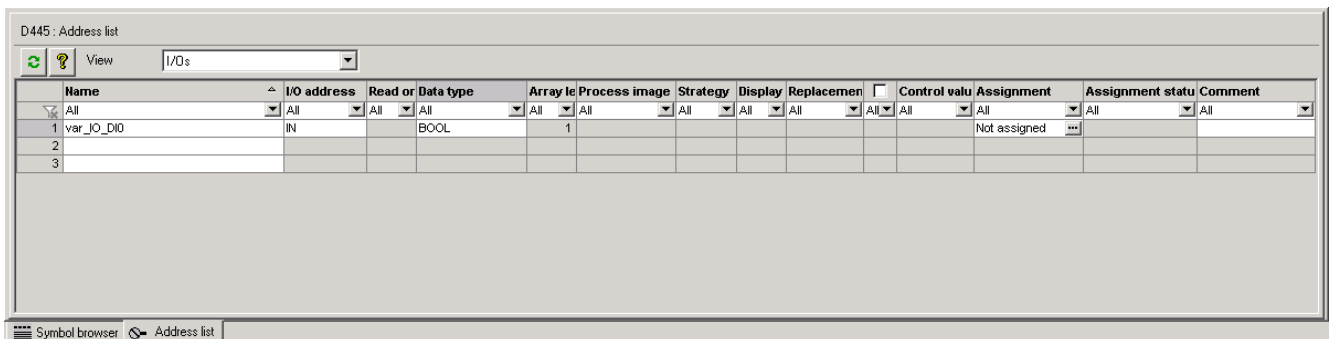 D445 : Address list
View I/Os
Name I/O address Read or Data type Array le Process image Strategy Display Replacemen Control valu Assignment Assignment statu Comment
All All All All All All All All All All All All All All
1 var_IO_DI0 IN BOOL 1 Not assigned ...
2
3
Symbol browser Address list